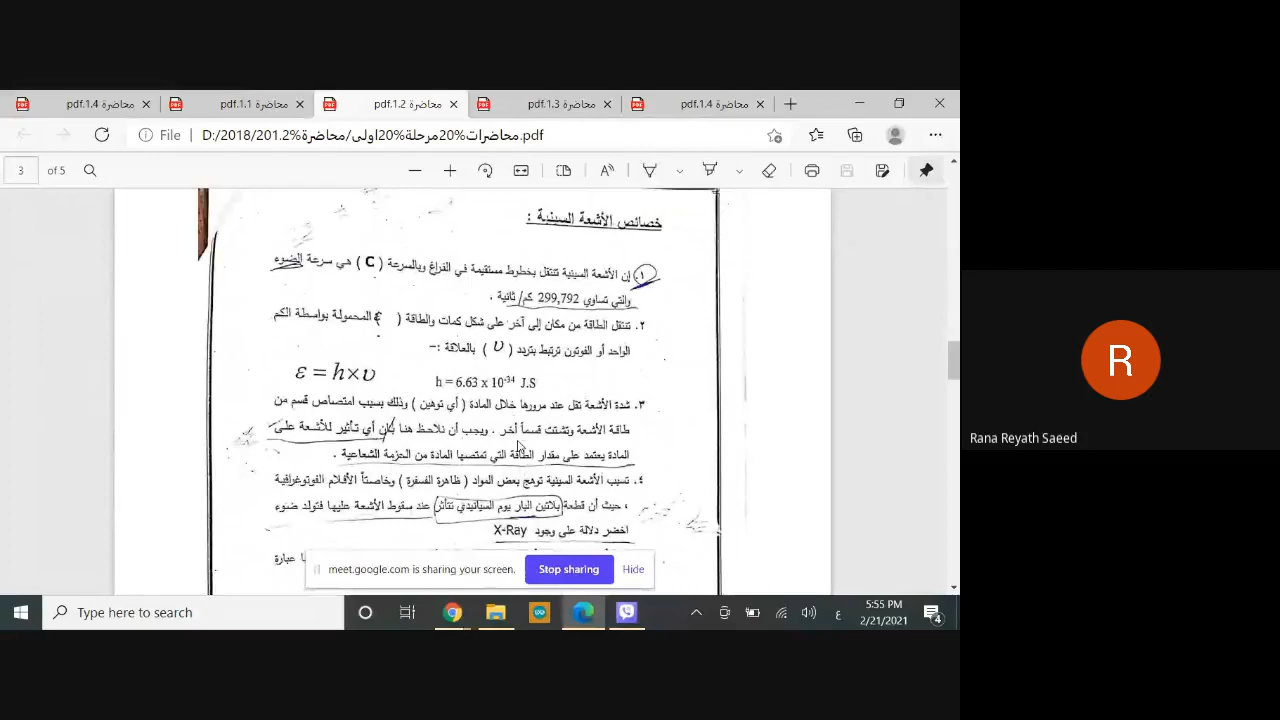 محاضرة 1.4.pdf
محاضرة 1.1.pdf
محاضرة 1.2.pdf
محاضرة 1.3.pdf
محاضرة 1.4.pdf
File D:/2018/201.2%محاضرات%20مرحلة%20اولى/محاضرة.pdf
3 of 5
خصائص الأشعة السينية :
١. إن الأشعة السينية تنتقل بخطوط مستقيمة في الفراغ وبالسرعة ( C ) هي سرعة الضوء
والتي تساوي 299,792 كم/ ثانية .
٢. تنتقل الطاقة من مكان إلى آخر على شكل كمات والطاقة ( ε ) المحمولة بواسطة الكم
الواحد أو الفوتون ترتبط بتردد ( υ ) بالعلاقة :-
ε = h×υ
h = 6.63 x 10⁻³⁴ J.S
٣. شدة الأشعة تقل عند مرورها خلال المادة ( أي توهين ) وذلك بسبب امتصاص قسم من
طاقة الأشعة وتشتت قسماً أخر . ويجب أن نلاحظ هنا بأن أي تأثير للأشعة على
المادة يعتمد على مقدار الطاقة التي تمتصها المادة من الحزمة الشعاعية .
٤. تسبب الأشعة السينية توهج بعض المواد ( ظاهرة الفسفرة ) وخاصتاً الأفلام الفوتوغرافية
، حيث أن قطعة بلاتين البار يوم السيانيدي تتأثر عند سقوط الأشعة عليها فتولد ضوء
اخضر دلالة على وجود X-Ray
عبارة
meet.google.com is sharing your screen.
Stop sharing
Hide
R
Rana Reyath Saeed
Type here to search
ع
5:55 PM
2/21/2021
4